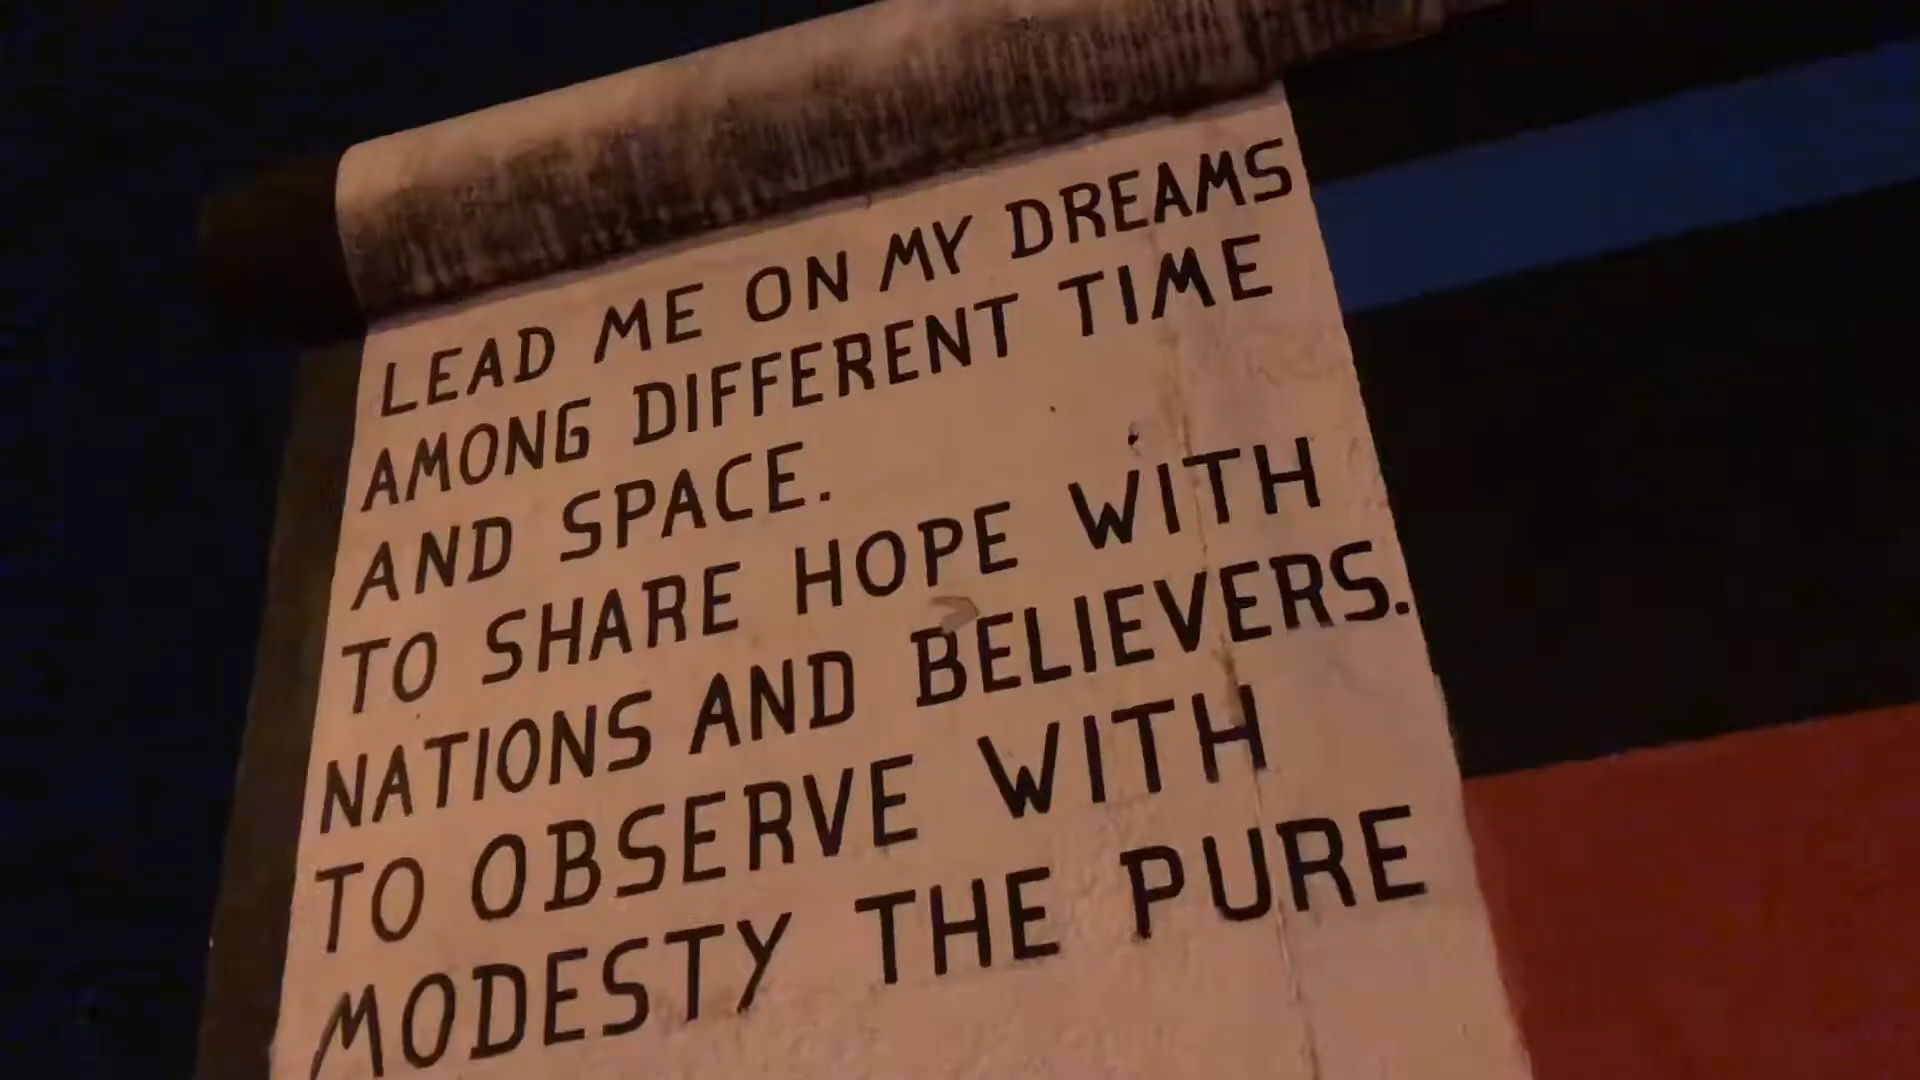 LEAD ME ON MY DREAMS
AMONG DIFFERENT TIME
AND SPACE.
TO SHARE HOPE WITH
NATIONS AND BELIEVERS.
TO OBSERVE WITH
MODESTY THE PURE